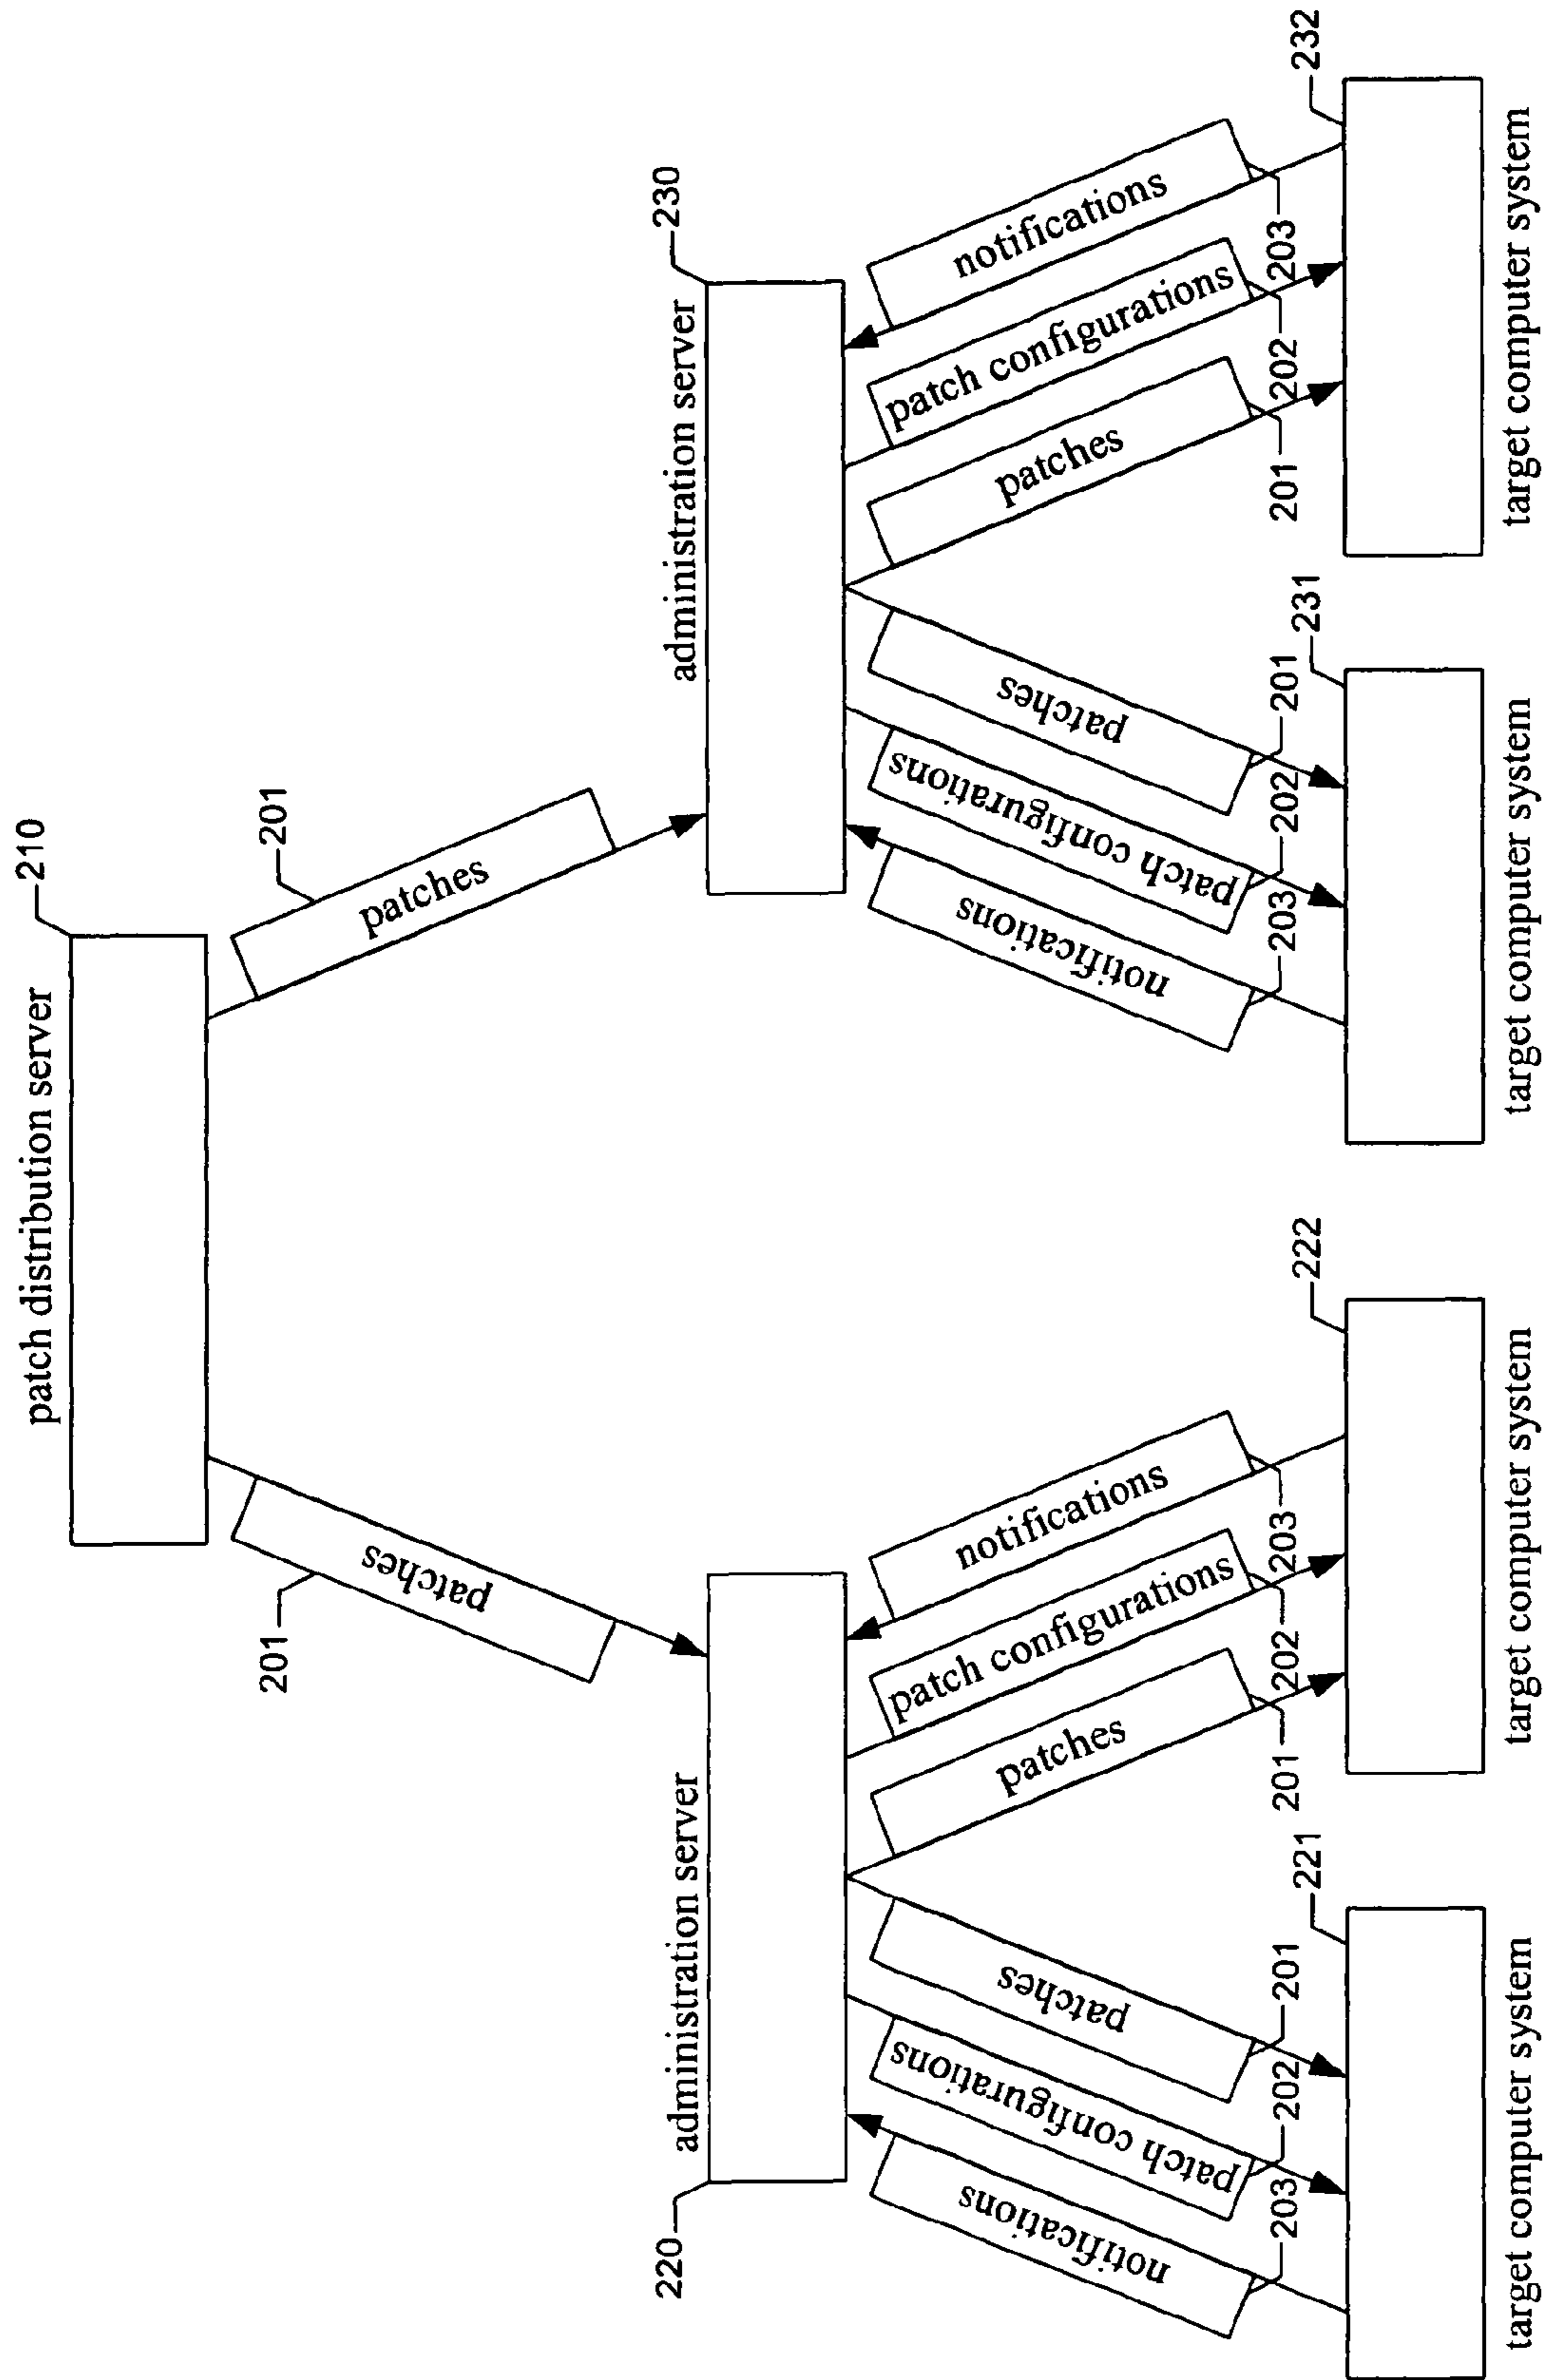 patch distribution server
210
201
patches
patches
201
administration server
220
administration server
230
notifications
patch configurations
patches
patches
patch configurations
notifications
notifications
patch configurations
patches
patches
patch configurations
notifications
203
202
201
201
202
203
203
202
201
201
202
203
221
222
231
232
target computer system
target computer system
target computer system
target computer system